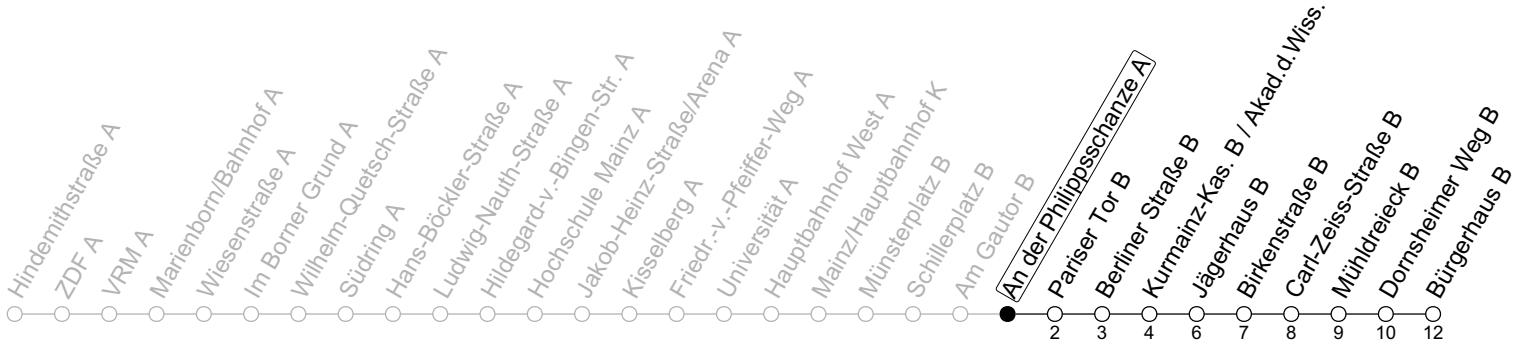 Hindemithstraße A
ZDF A
VRM A
Marienborn/Bahnhof A
Wiesenstraße A
Im Borner Grund A
Wilhelm-Quetsch-Straße A
Südring A
Hans-Böckler-Straße A
Ludwig-Nauth-Straße A
Hildegard-v.-Bingen-Str. A
Hochschule Mainz A
Jakob-Heinz-Straße/Arena A
Kisselberg A
Friedr.-v.-Pfeiffer-Weg A
Universität A
Hauptbahnhof West A
Mainz/Hauptbahnhof K
Münsterplatz B
Schillerplatz B
Am Gautor B
An der Philippsschanze A
Pariser Tor B
Berliner Straße B
Kurmainz-Kas. B / Akad.d.Wiss.
Jägerhaus B
Birkenstraße B
Carl-Zeiss-Straße B
Mühldreieck B
Dornsheimer Weg B
Bürgerhaus B
2 3 4 6 7 8 9 10 12